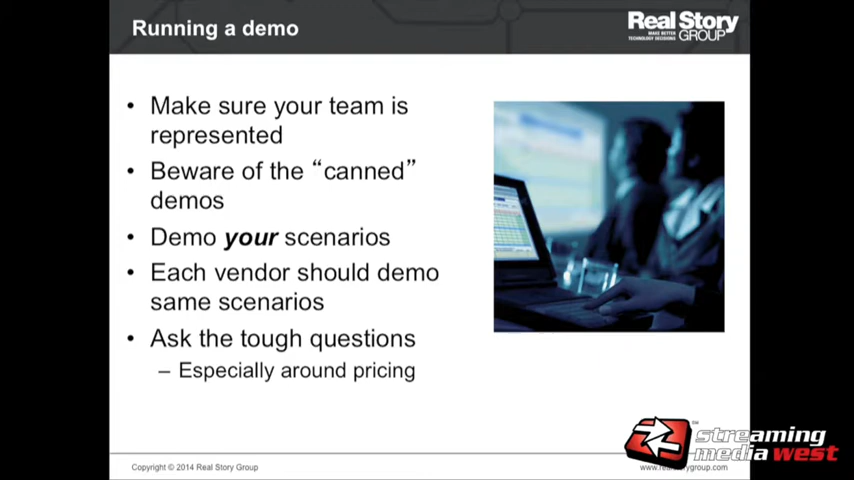 Running a demo
Real Story
MAKE BETTER
TECHNOLOGY DECISIONS
GROUP
• Make sure your team is
represented
• Beware of the “canned”
demos
• Demo your scenarios
• Each vendor should demo
same scenarios
• Ask the tough questions
– Especially around pricing
SM
streaming
media west
Copyright © 2014 Real Story Group